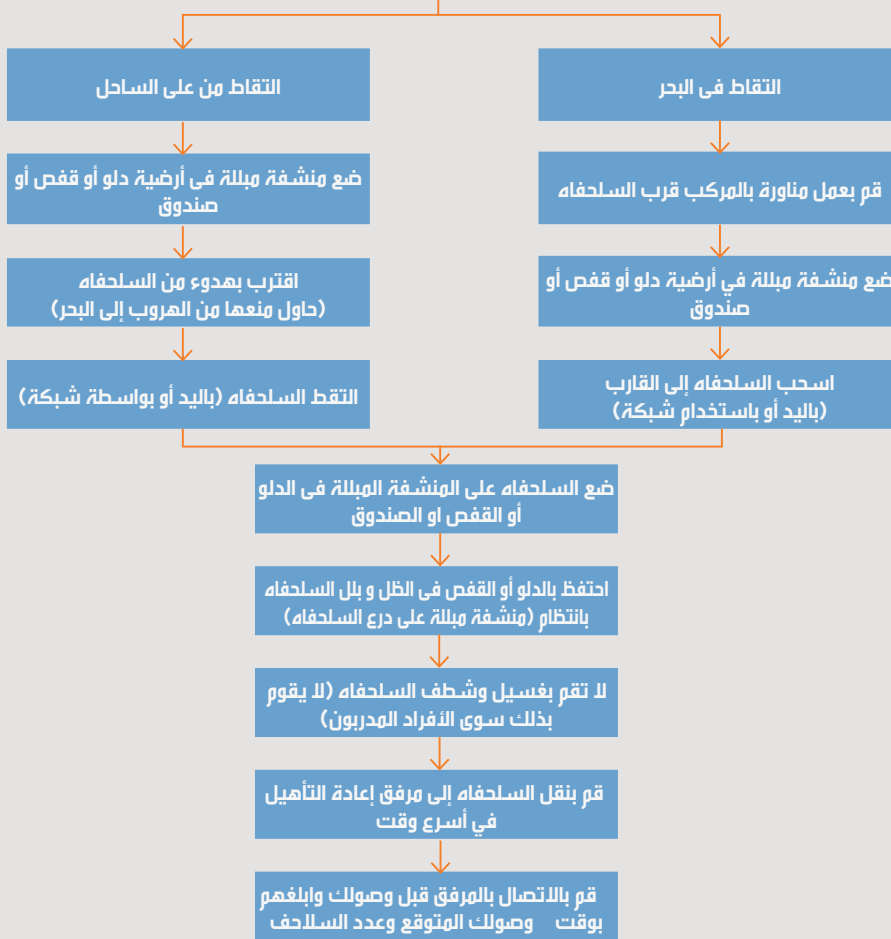 التقاط فى البحر
قم بعمل مناورة بالمركب قرب السلحفاه
ضع منشفة مبللة في أرضية دلو أو قفص أو
صندوق
اسحب السلحفاه إلى القارب
(باليد أو باستخدام شبكة)
التقاط من على الساحل
ضع منشفة مبللة فى أرضية دلو أو قفص أو
صندوق
اقترب بهدوء من السلحفاه
(حاول منعها من الهروب إلى البحر)
التقط السلحفاه (باليد أو بواسطة شبكة)
ضع السلحفاه على المنشفة المبللة فى الدلو
أو القفص او الصندوق
احتفظ بالدلو أو القفص فى الظل و بلل السلحفاه
بانتظام (منشفة مبللة على درع السلحفاه)
لا تقم بغسيل وشطف السلحفاه (لا يقوم
بذلك سوى الأفراد المدربون)
قم بنقل السلحفاه إلى مرفق إعادة التأهيل
في أسرع وقت
قم بالاتصال بالمرفق قبل وصولك وابلغهم
بوقت وصولك المتوقع وعدد السلاحف